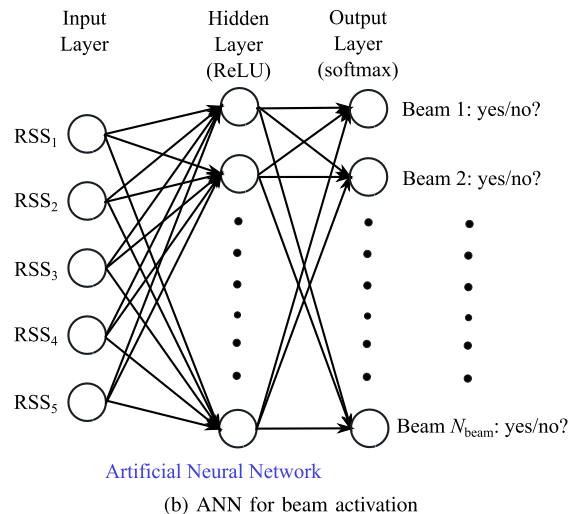 Input
Layer
Hidden
Layer
(ReLU)
Output
Layer
(softmax)
RSS₁
RSS₂
RSS₃
RSS₄
RSS₅
Beam 1: yes/no?
Beam 2: yes/no?
Beam N_beam: yes/no?
Artificial Neural Network
(b) ANN for beam activation